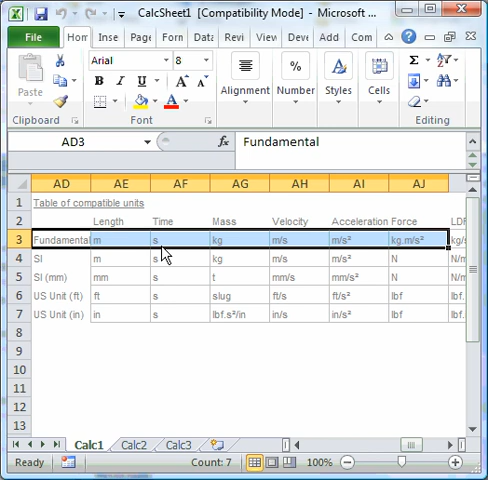 CalcSheet1 [Compatibility Mode] - Microsoft ...
File Hom Inse Page Forn Data Revi View Dev Add Com
Paste
Arial 8
B I U A A
Alignment Number Styles Cells
Clipboard Font Editing
AD3 fx Fundamental
AD AE AF AG AH AI AJ
1 Table of compatible units
2 Length Time Mass Velocity Acceleration Force LDF
3 Fundamental m s kg m/s m/s² kg.m/s² kg/s
4 SI m s kg m/s m/s² N N/m
5 SI (mm) mm s t mm/s mm/s² N N/m
6 US Unit (ft) ft s slug ft/s ft/s² lbf lbf.
7 US Unit (in) in s lbf.s²/in in/s in/s² lbf lbf.
8
9
10
11
12
13
Calc1 Calc2 Calc3
Ready Count: 7 100%